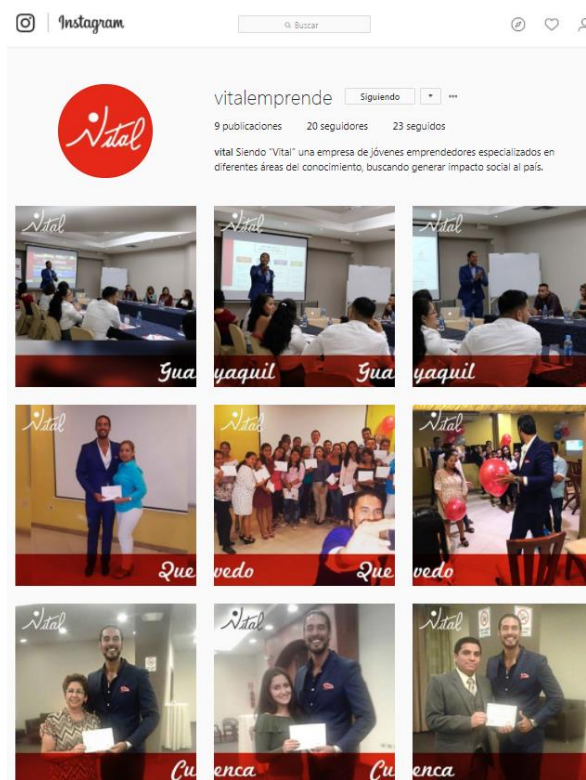 Instagram
Buscar
vitalemprende Siguiendo
9 publicaciones 20 seguidores 23 seguidos
vital Siendo "Vital" una empresa de jóvenes emprendedores especializados en
diferentes áreas del conocimiento, buscando generar impacto social al país.
Vital
Vital Vital Vital
Gua yaquil Gua yaquil
Vital Vital Vital
Que vedo Que vedo
Vital Vital Vital
Cu enca Cu enca